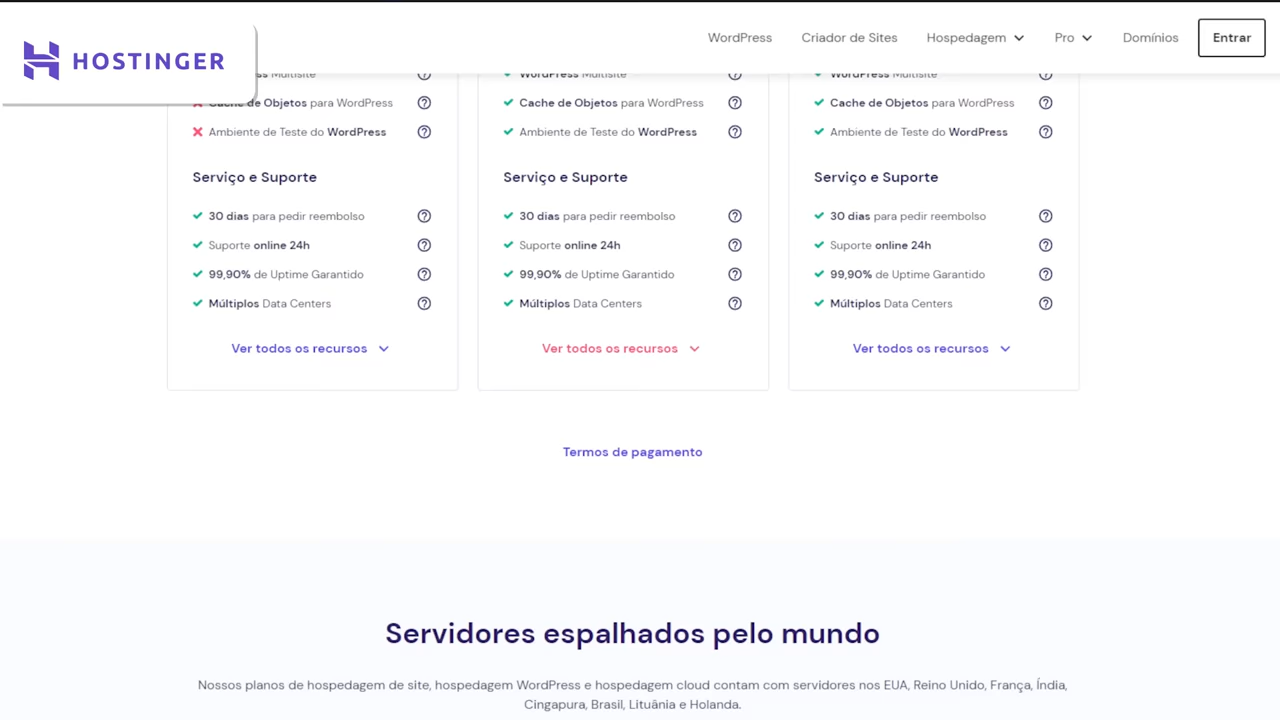 HOSTINGER
WordPress
Criador de Sites
Hospedagem
Pro
Domínios
Entrar
WordPress Multisite
WordPress Multisite
Cache de Objetos para WordPress
Cache de Objetos para WordPress
Cache de Objetos para WordPress
Ambiente de Teste do WordPress
Ambiente de Teste do WordPress
Ambiente de Teste do WordPress
Serviço e Suporte
Serviço e Suporte
Serviço e Suporte
30 dias para pedir reembolso
30 dias para pedir reembolso
30 dias para pedir reembolso
Suporte online 24h
Suporte online 24h
Suporte online 24h
99,90% de Uptime Garantido
99,90% de Uptime Garantido
99,90% de Uptime Garantido
Múltiplos Data Centers
Múltiplos Data Centers
Múltiplos Data Centers
Ver todos os recursos
Ver todos os recursos
Ver todos os recursos
Termos de pagamento
Servidores espalhados pelo mundo
Nossos planos de hospedagem de site, hospedagem WordPress e hospedagem cloud contam com servidores nos EUA, Reino Unido, França, Índia,
Cingapura, Brasil, Lituânia e Holanda.